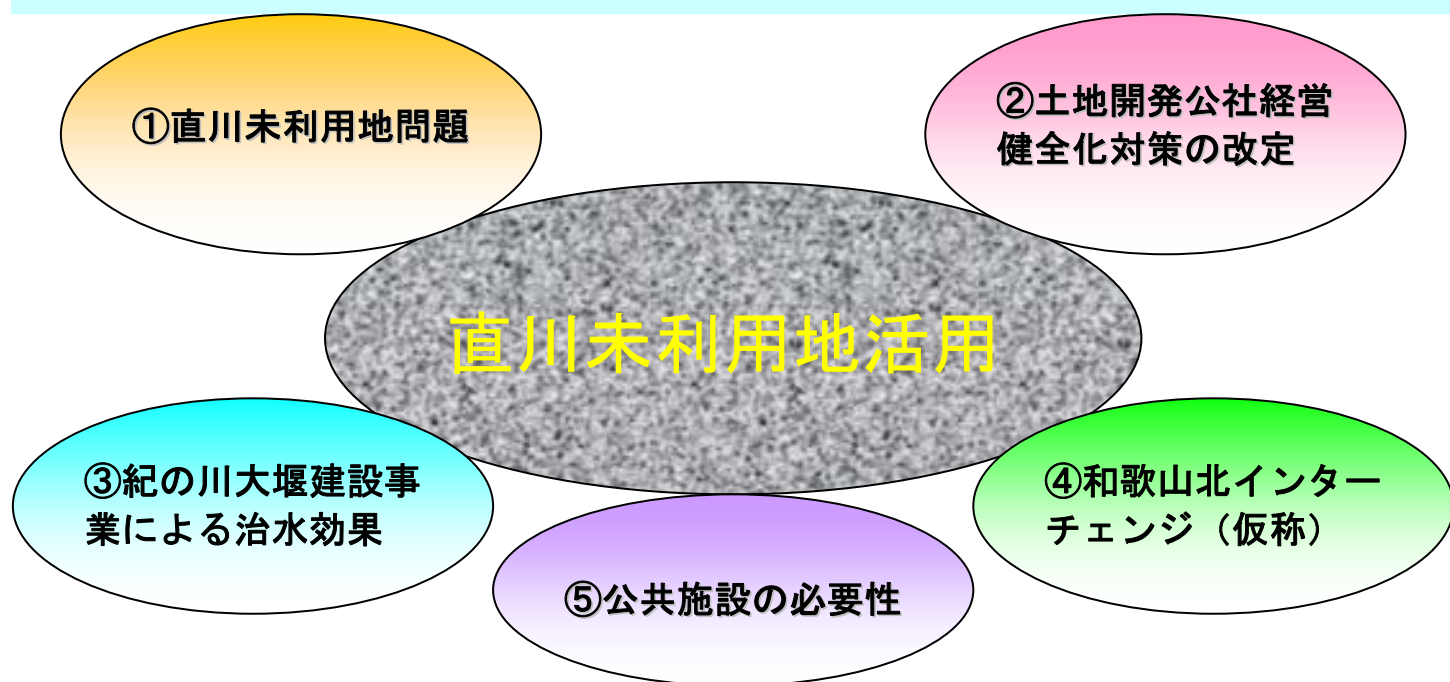 ①直川未利用地問題
②土地開発公社経営
健全化対策の改定
直川未利用地活用
③紀の川大堰建設事
業による治水効果
④和歌山北インター
チェンジ（仮称）
⑤公共施設の必要性